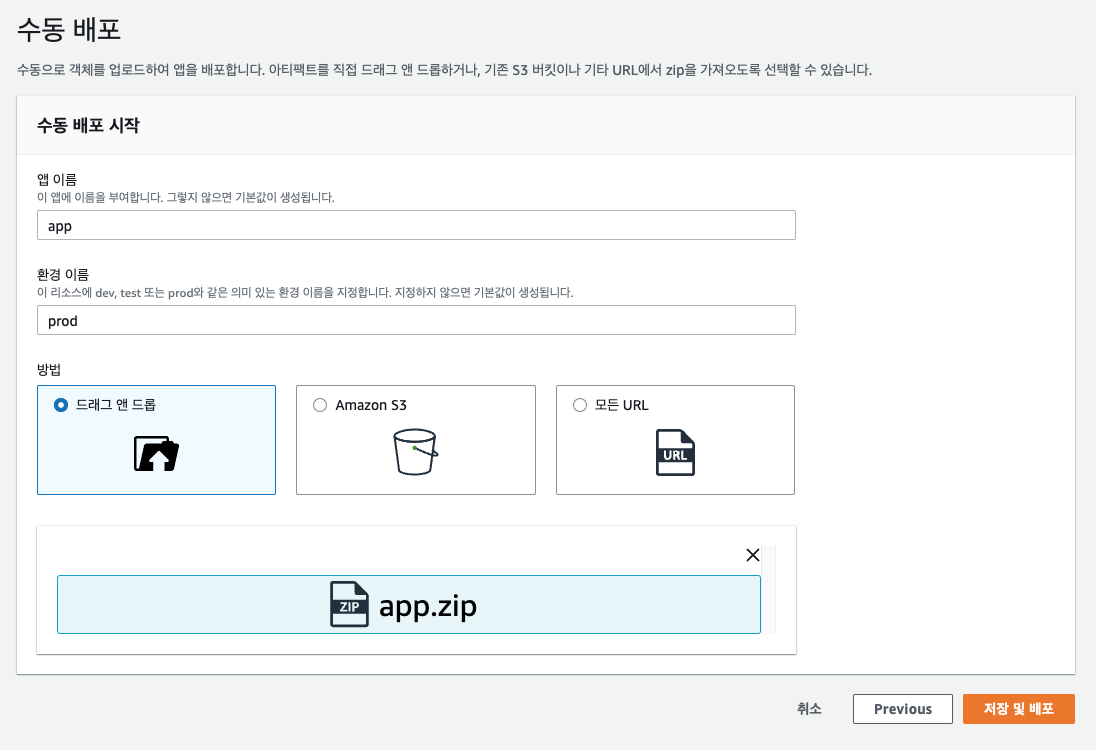 수동 배포
수동으로 객체를 업로드하여 앱을 배포합니다. 아티팩트를 직접 드래그 앤 드롭하거나, 기존 S3 버킷이나 기타 URL에서 zip을 가져오도록 선택할 수 있습니다.
수동 배포 시작
앱 이름
이 앱에 이름을 부여합니다. 그렇지 않으면 기본값이 생성됩니다.
app
환경 이름
이 리소스에 dev, test 또는 prod와 같은 의미 있는 환경 이름을 지정합니다. 지정하지 않으면 기본값이 생성됩니다.
prod
방법
드래그 앤 드롭
Amazon S3
모든 URL
URL
ZIP app.zip
취소
Previous
저장 및 배포